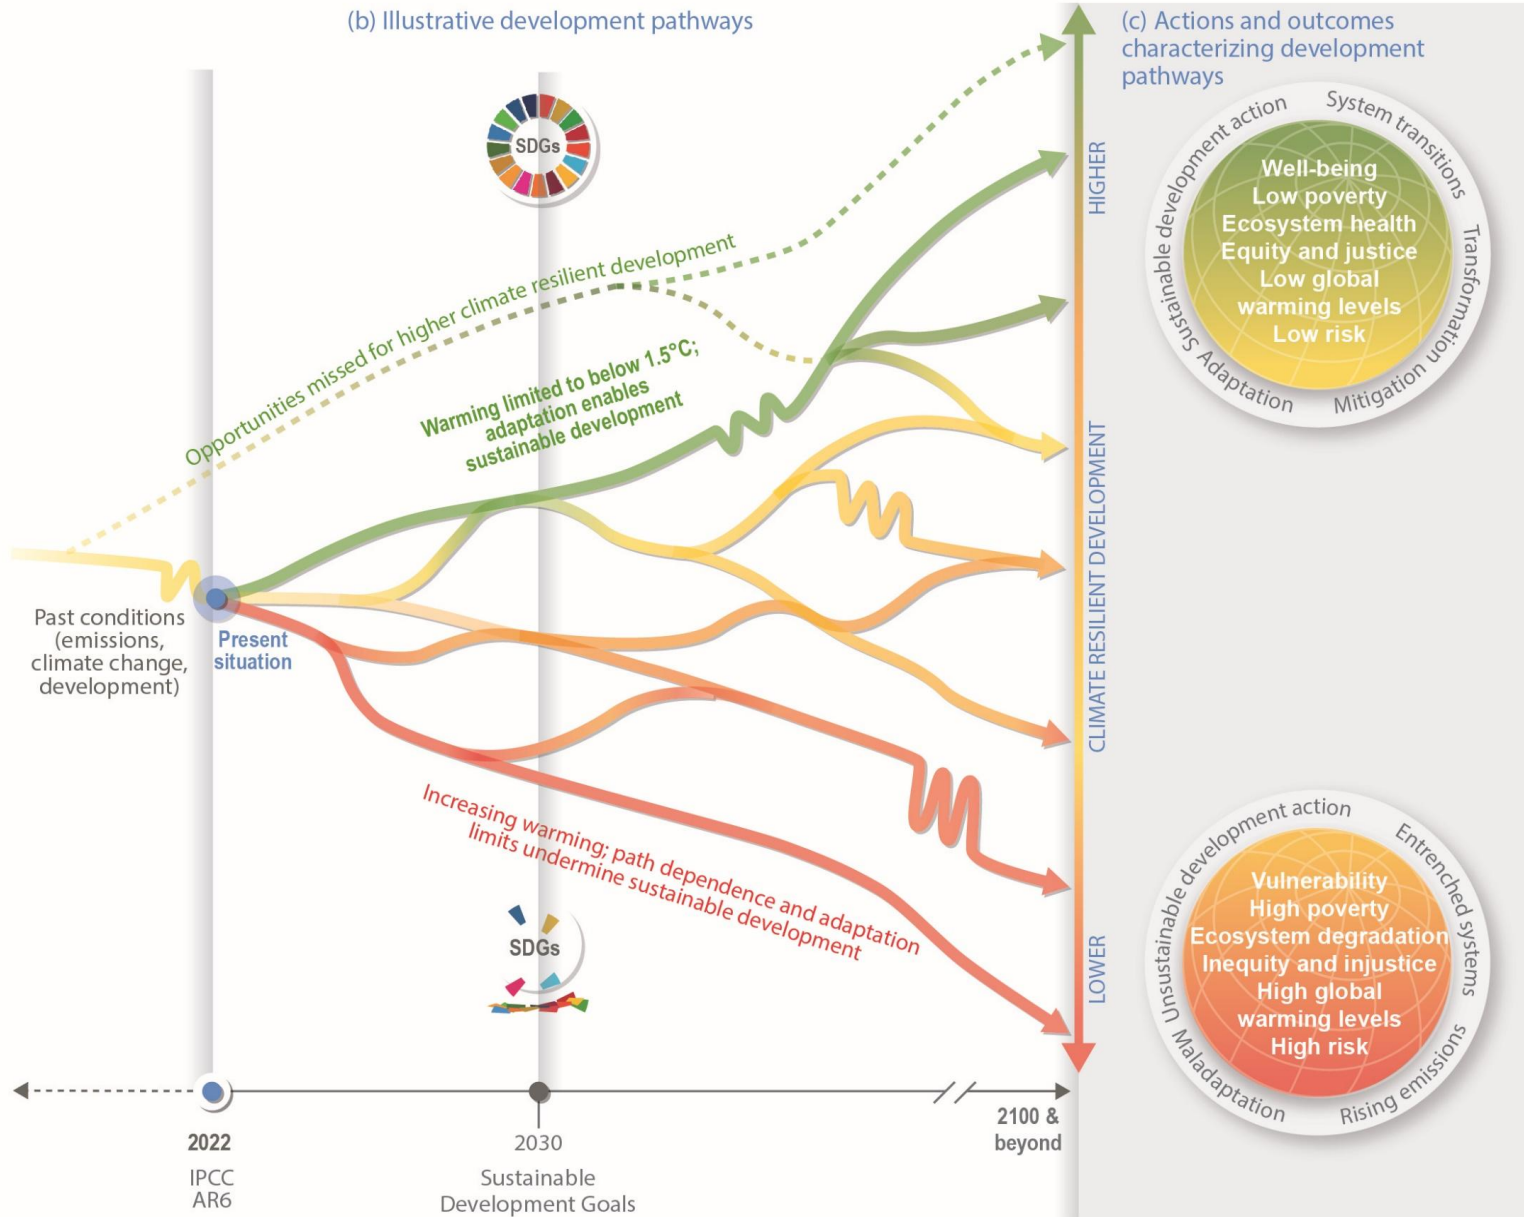 (b) Illustrative development pathways
(c) Actions and outcomes
characterizing development
pathways
SDGs
Opportunities missed for higher climate resilient development
Warming limited to below 1.5°C;
adaptation enables
sustainable development
Past conditions
(emissions,
climate change,
development)
Present
situation
Increasing warming; path dependence and adaptation
limits undermine sustainable development
SDGs
HIGHER
CLIMATE RESILIENT DEVELOPMENT
LOWER
Sustainable development action
System transitions
Transformation
Mitigation
Adaptation
Well-being
Low poverty
Ecosystem health
Equity and justice
Low global
warming levels
Low risk
Unsustainable development action
Entrenched systems
Rising emissions
Maladaptation
Vulnerability
High poverty
Ecosystem degradation
Inequity and injustice
High global
warming levels
High risk
2022
IPCC
AR6
2030
Sustainable
Development Goals
2100 &
beyond